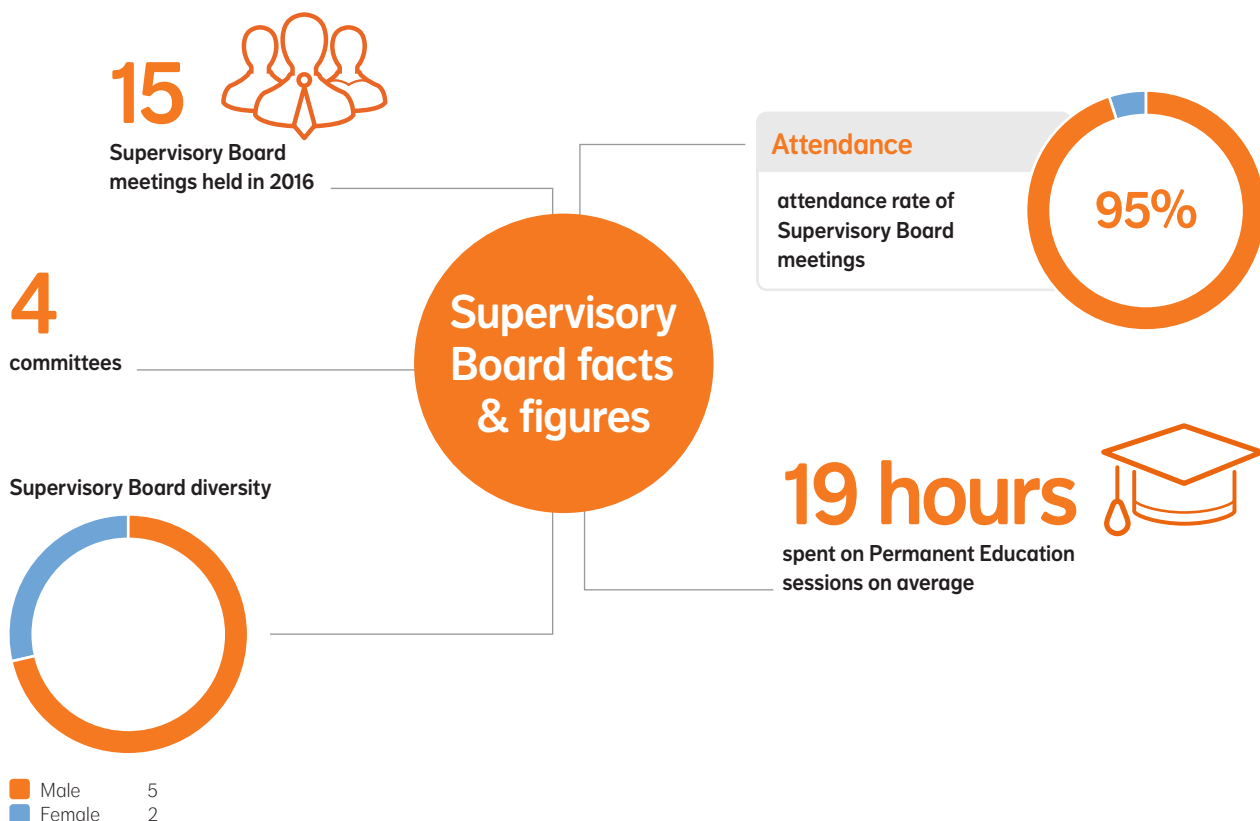 15
Supervisory Board
meetings held in 2016
Attendance
attendance rate of
Supervisory Board
meetings
95%
4
committees
Supervisory
Board facts
& figures
Supervisory Board diversity
19 hours
spent on Permanent Education
sessions on average
Male 5
Female 2